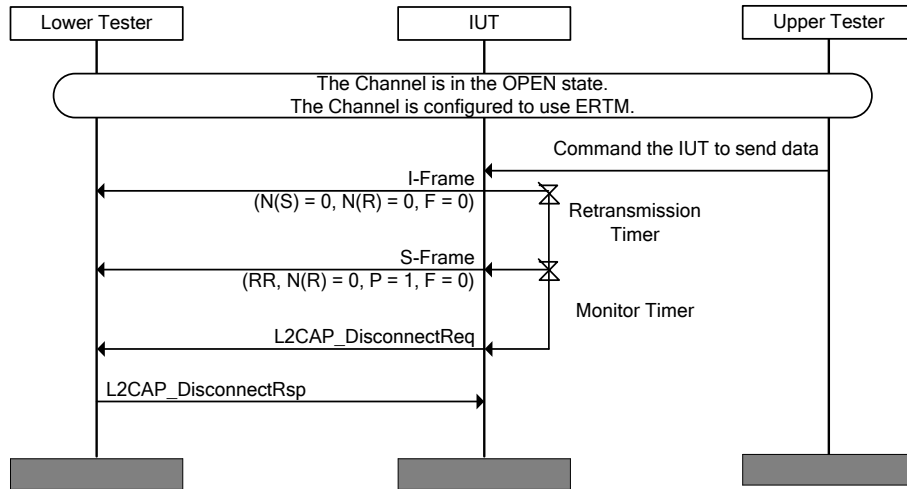 Lower Tester
IUT
Upper Tester
The Channel is in the OPEN state.
The Channel is configured to use ERTM.
Command the IUT to send data
I-Frame
(N(S) = 0, N(R) = 0, F = 0)
Retransmission
Timer
S-Frame
(RR, N(R) = 0, P = 1, F = 0)
Monitor Timer
L2CAP_DisconnectReq
L2CAP_DisconnectRsp